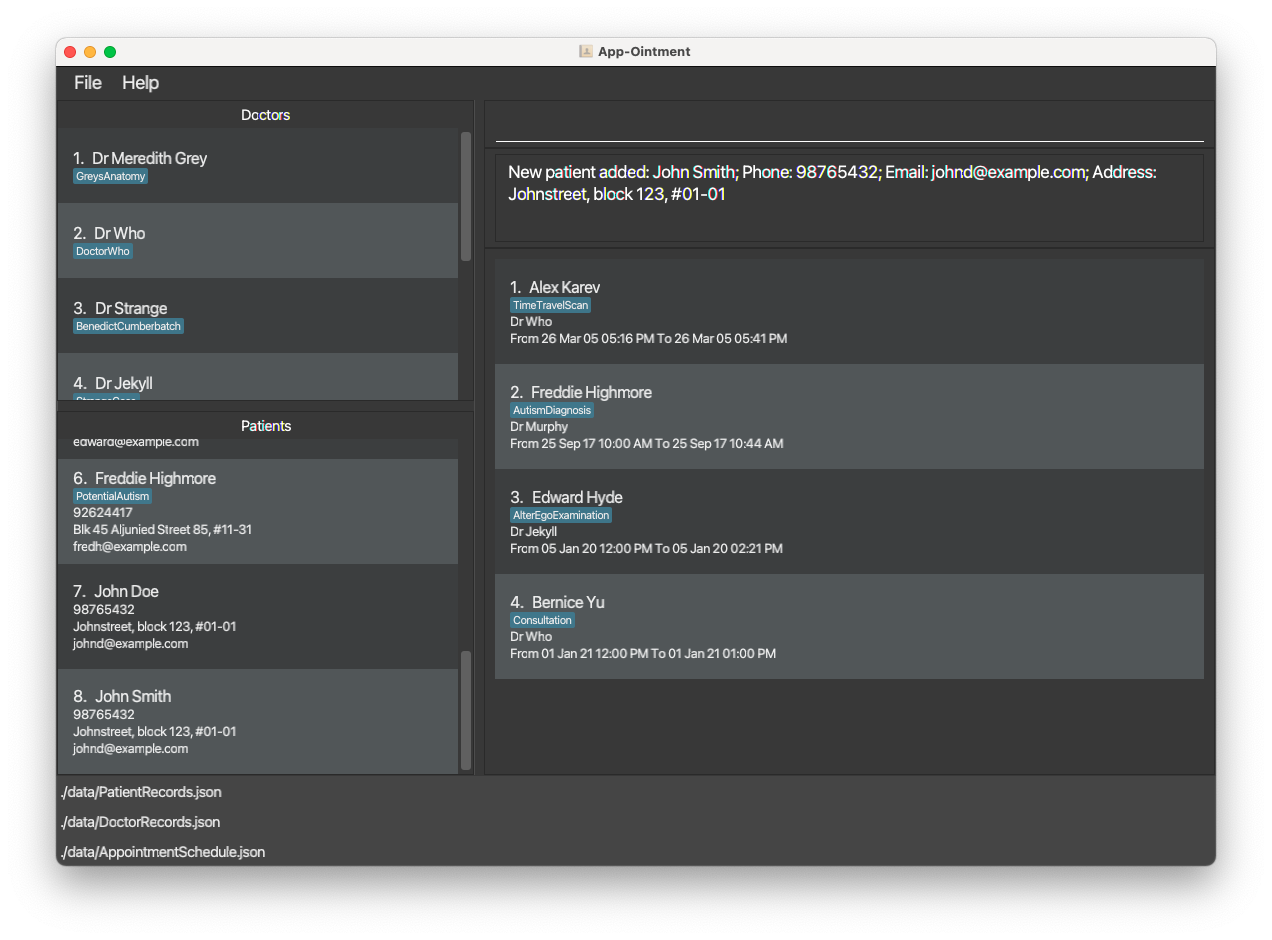 App-Ointment
File Help
Doctors
1. Dr Meredith Grey
GreysAnatomy
2. Dr Who
DoctorWho
3. Dr Strange
BenedictCumberbatch
4. Dr Jekyll
Patients
edward@example.com
6. Freddie Highmore
PotentialAutism
92624417
Blk 45 Aljunied Street 85, #11-31
fredh@example.com
7. John Doe
98765432
Johnstreet, block 123, #01-01
johnd@example.com
8. John Smith
98765432
Johnstreet, block 123, #01-01
johnd@example.com
New patient added: John Smith; Phone: 98765432; Email: johnd@example.com; Address:
Johnstreet, block 123, #01-01
1. Alex Karev
TimeTravelScan
Dr Who
From 26 Mar 05 05:16 PM To 26 Mar 05 05:41 PM
2. Freddie Highmore
AutismDiagnosis
Dr Murphy
From 25 Sep 17 10:00 AM To 25 Sep 17 10:44 AM
3. Edward Hyde
AlterEgoExamination
Dr Jekyll
From 05 Jan 20 12:00 PM To 05 Jan 20 02:21 PM
4. Bernice Yu
Consultation
Dr Who
From 01 Jan 21 12:00 PM To 01 Jan 21 01:00 PM
./data/PatientRecords.json
./data/DoctorRecords.json
./data/AppointmentSchedule.json